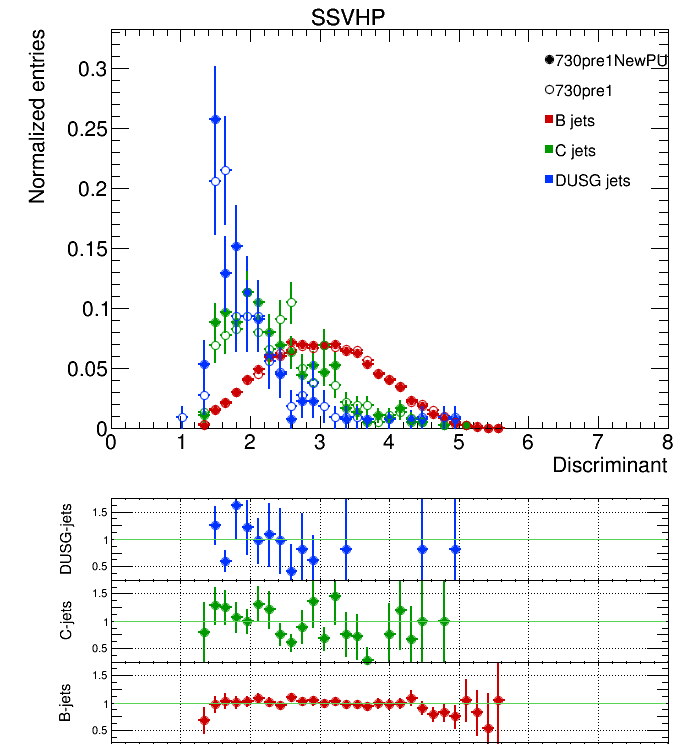 SSVHP
Normalized entries
0.3
0.25
0.2
0.15
0.1
0.05
0
730pre1NewPU
730pre1
B jets
C jets
DUSG jets
0 1 2 3 4 5 6 7 8
Discriminant
DUSG-jets
1.5
1
0.5
C-jets
1.5
1
0.5
B-jets
1.5
1
0.5